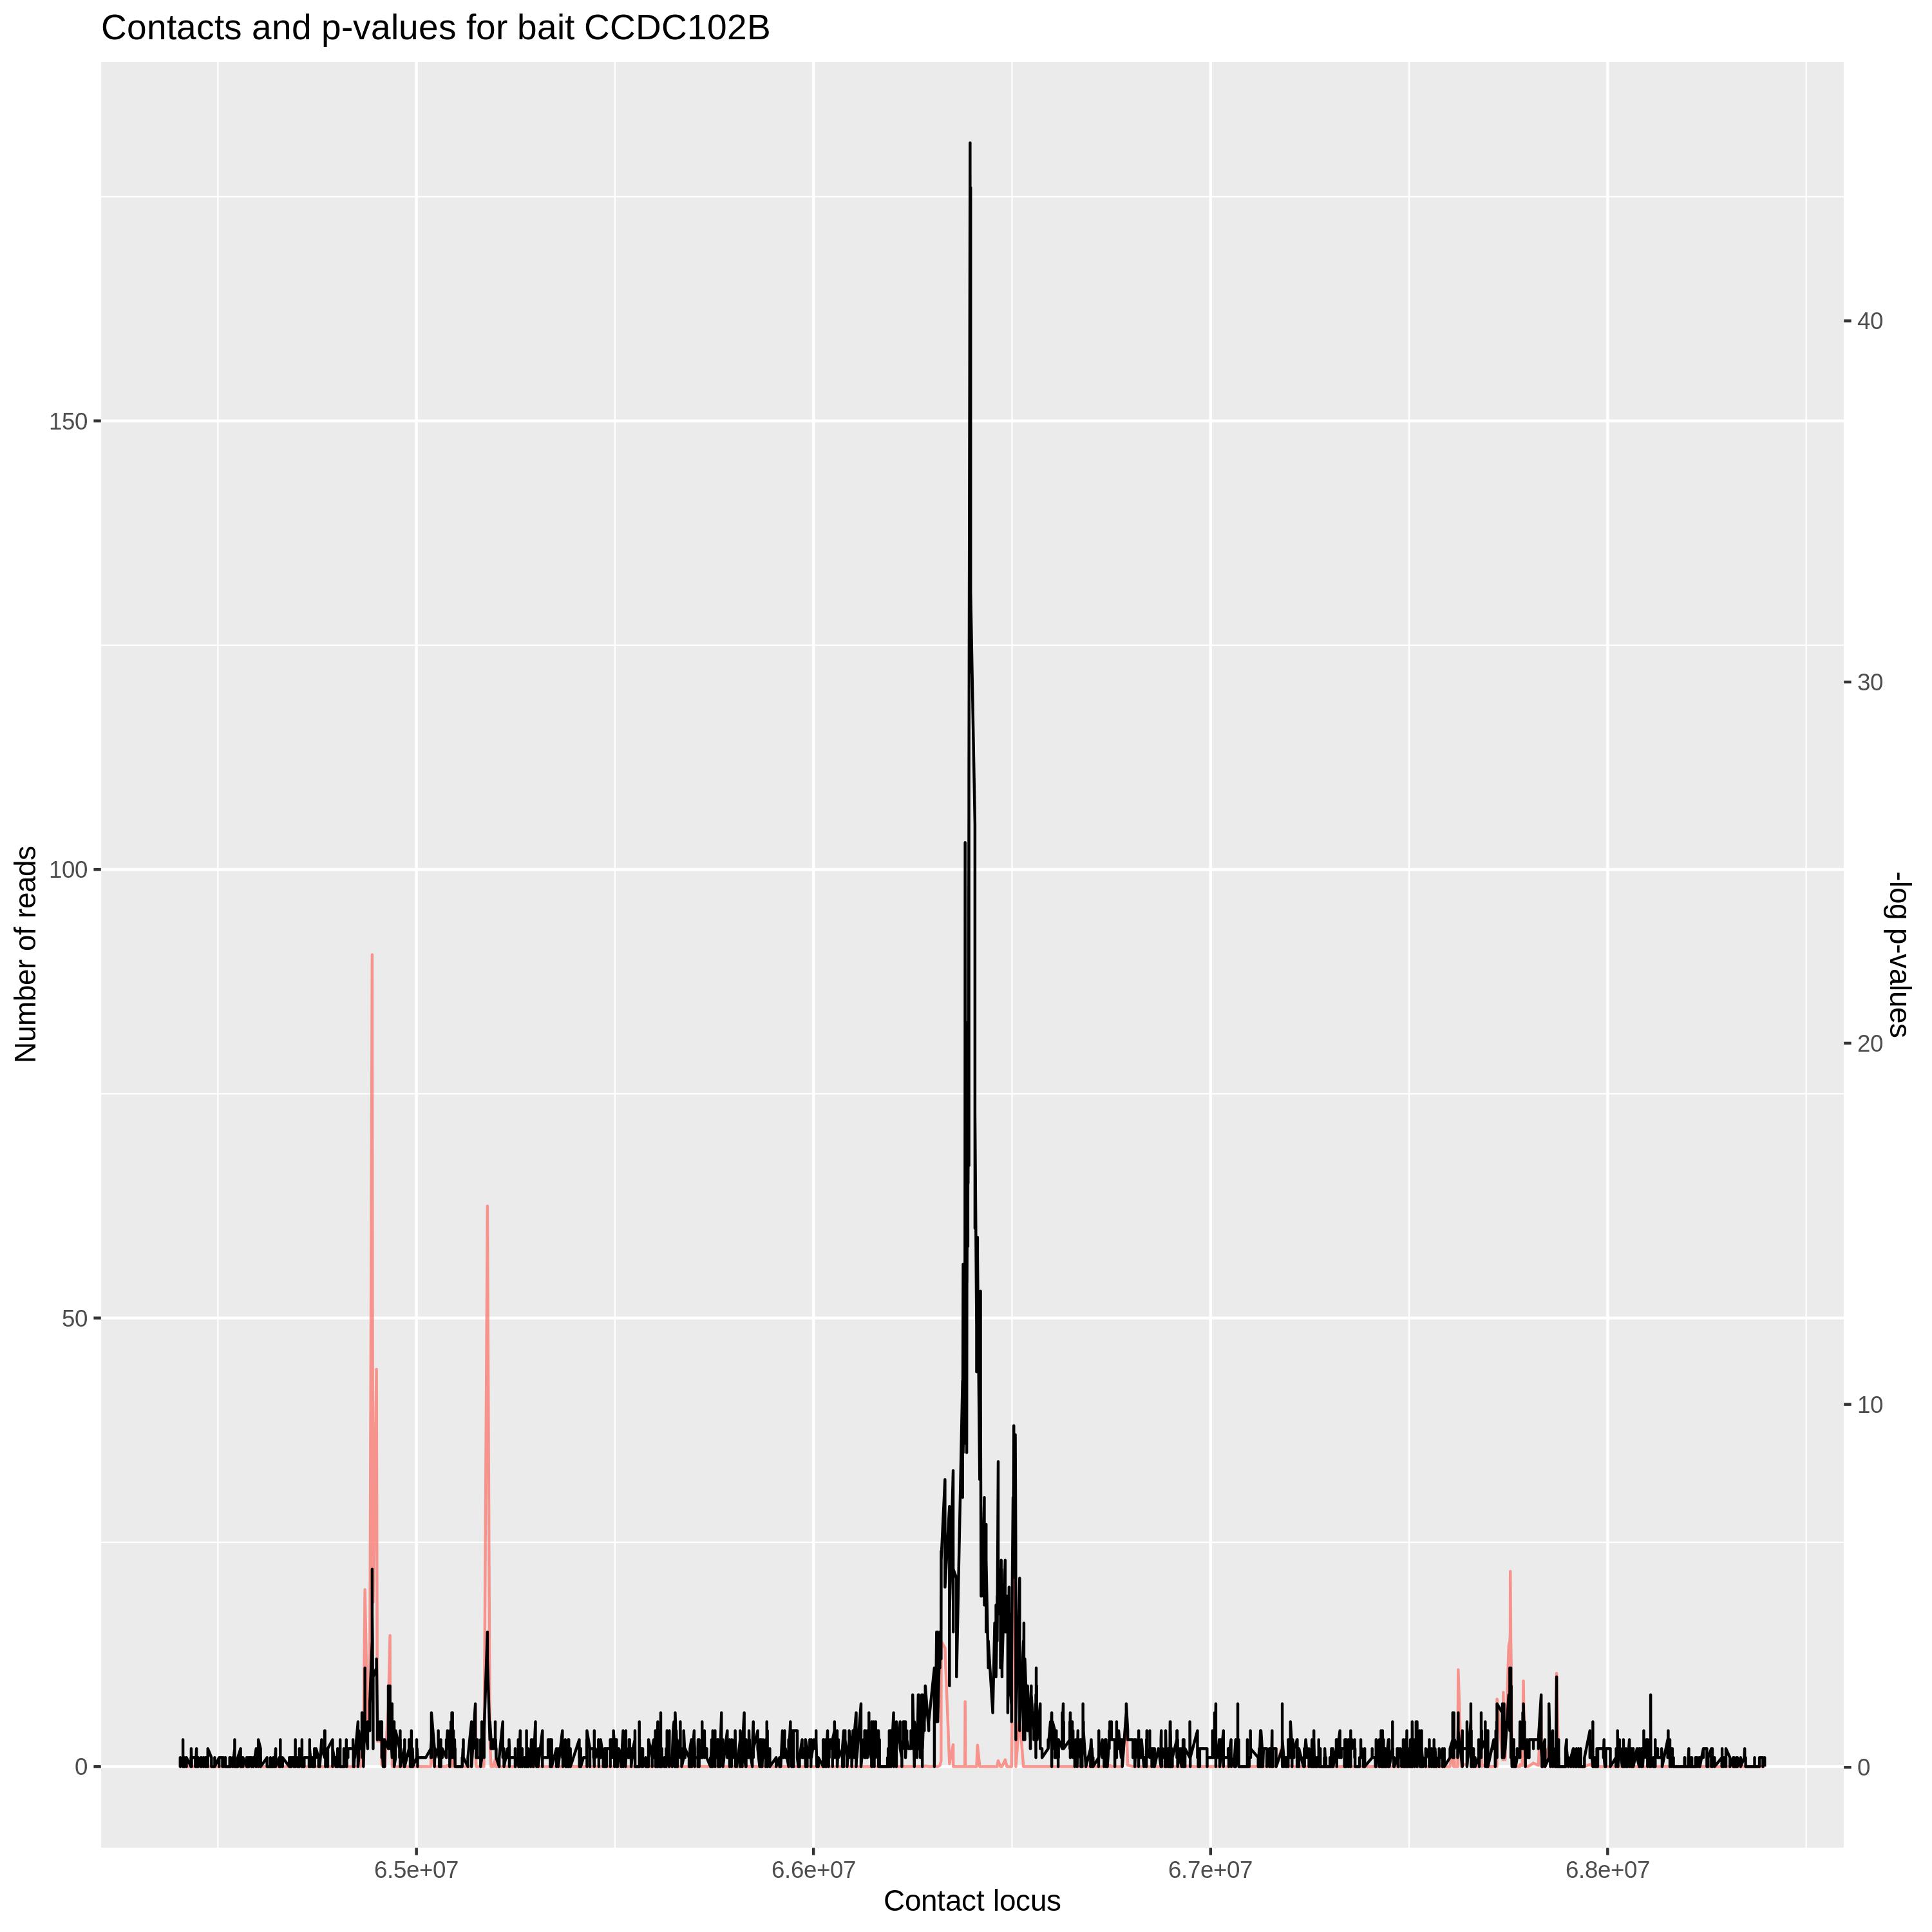 Contacts and p-values for bait CCDC102B
Number of reads
150
100
50
0
40
30
20
10
0
-log p-values
6.5e+07 6.6e+07 6.7e+07 6.8e+07
Contact locus